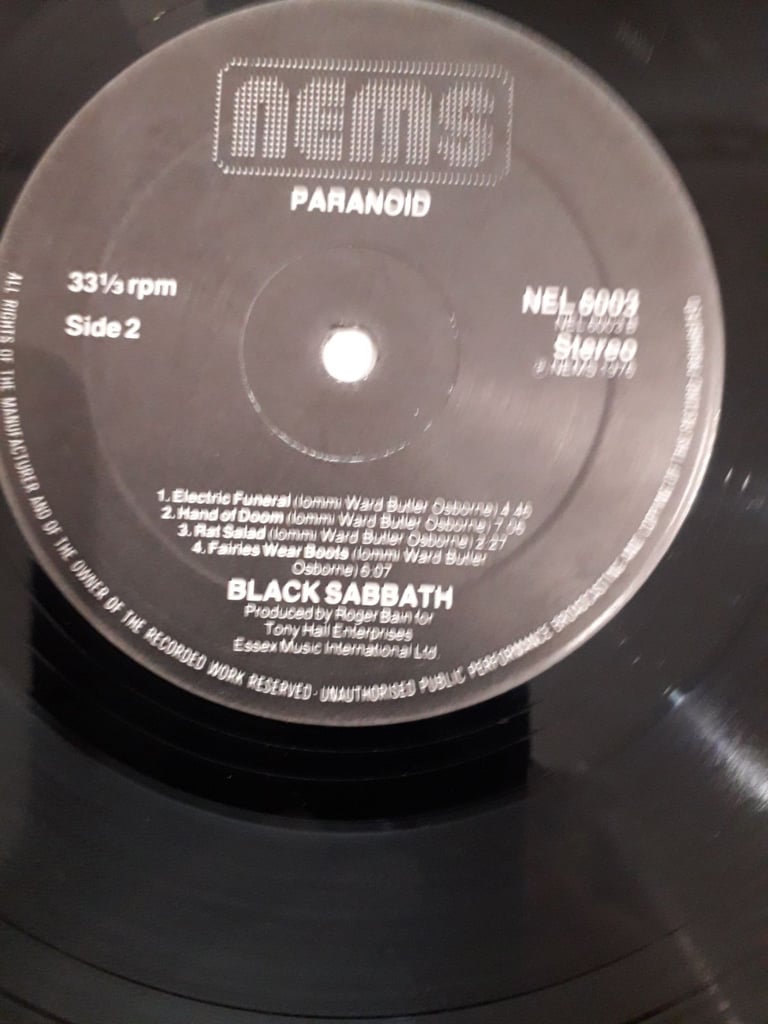 nems
PARANOID
33⅓ rpm
Side 2
NEL 6003
NEL 6003 B
Stereo
NEMS
1. Electric Funeral (Iommi Ward Butler Osborne) 4.46
2. Hand of Doom (Iommi Ward Butler Osborne) 7.06
3. Rat Salad (Iommi Ward Butler Osborne) 2.27
4. Fairies Wear Boots (Iommi Ward Butler
Osborne) 6.07
BLACK SABBATH
Produced by Roger Bain for
Tony Hall Enterprises
Essex Music International Ltd.
ALL RIGHTS OF THE MANUFACTURER AND OF THE OWNER OF THE RECORDED WORK RESERVED · UNAUTHORISED PUBLIC PERFORMANCE BROADCASTING AND COPYING OF THIS RECORD PROHIBITED